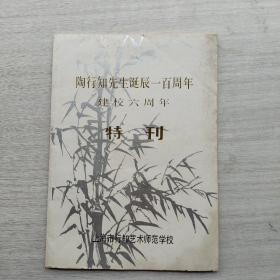 陶行知先生诞辰一百周年
建校六周年
特刊
上海市行知艺术师范学校